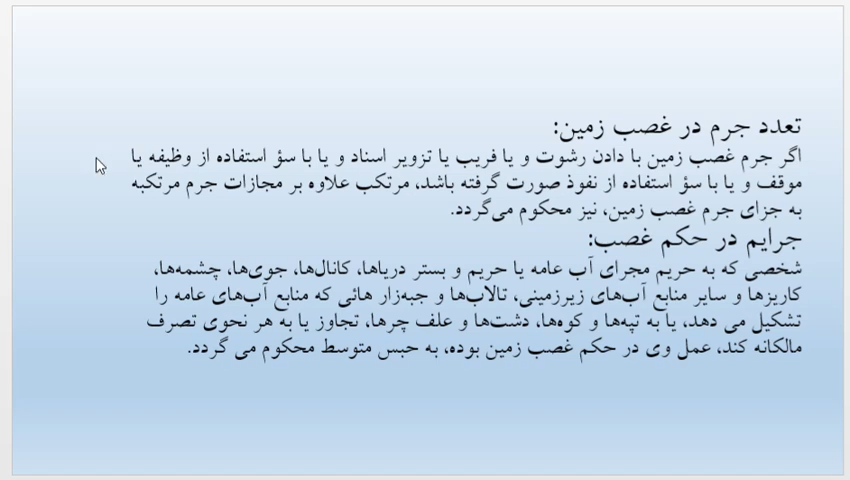 تعدد جرم در غصب زمین:
اگر جرم غصب زمین با دادن رشوت و یا فریب یا تزویر اسناد و یا با سؤ استفاده از وظیفه یا
موقف و یا با سؤ استفاده از نفوذ صورت گرفته باشد، مرتکب علاوه بر مجازات جرم مرتکبه
به جزای جرم غصب زمین، نیز محکوم می‌گردد.
جرایم در حکم غصب:
شخصی که به حریم مجرای آب عامه یا حریم و بستر دریاها، کانال‌ها، جوی‌ها، چشمه‌ها،
کاریزها و سایر منابع آب‌های زیرزمینی، تالاب‌ها و جبه‌زار هائی که منابع آب‌های عامه را
تشکیل می دهد، یا به تپه‌ها و کوه‌ها، دشت‌ها و علف چرها، تجاوز یا به هر نحوی تصرف
مالکانه کند، عمل وی در حکم غصب زمین بوده، به حبس متوسط محکوم می گردد.